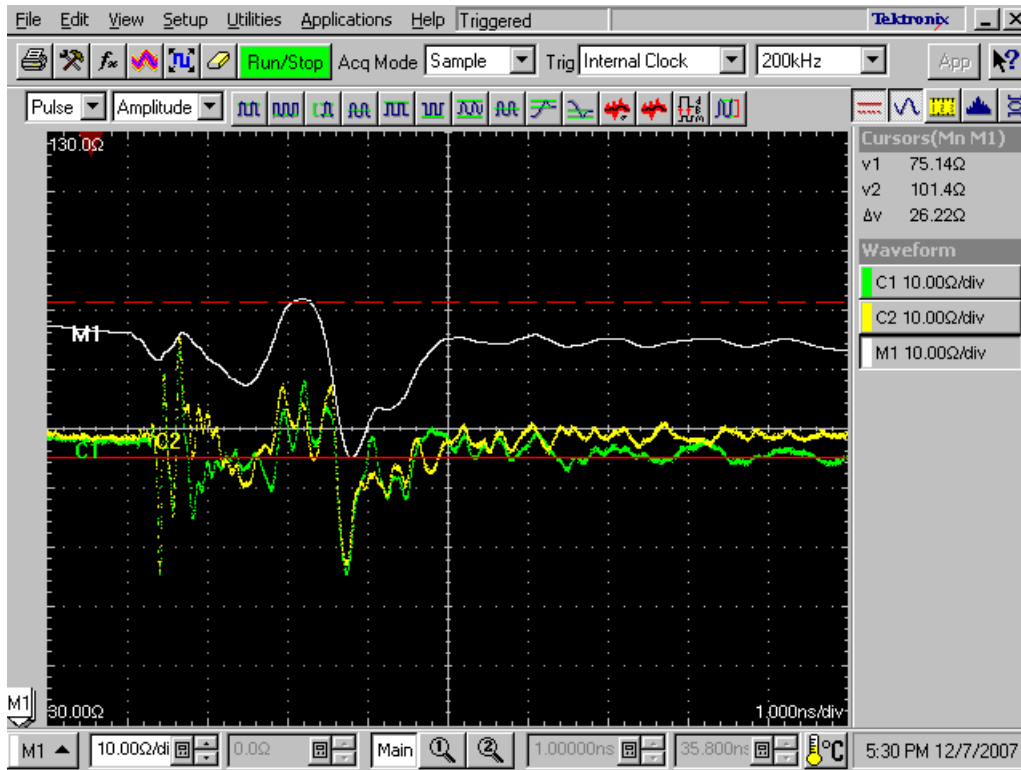 File Edit View Setup Utilities Applications Help Triggered Tektronix
Run/Stop Acq Mode Sample Trig Internal Clock 200kHz App
Pulse Amplitude
130.0Ω
Cursors(Mn M1)
v1 75.14Ω
v2 101.4Ω
Δv 26.22Ω
Waveform
C1 10.00Ω/div
C2 10.00Ω/div
M1 10.00Ω/div
M1
C2
C1
M1
30.00Ω
1.000ns/div
M1 10.00Ω/di 0.0Ω Main 1 2 1.00000ns 35.800ns °C 5:30 PM 12/7/2007